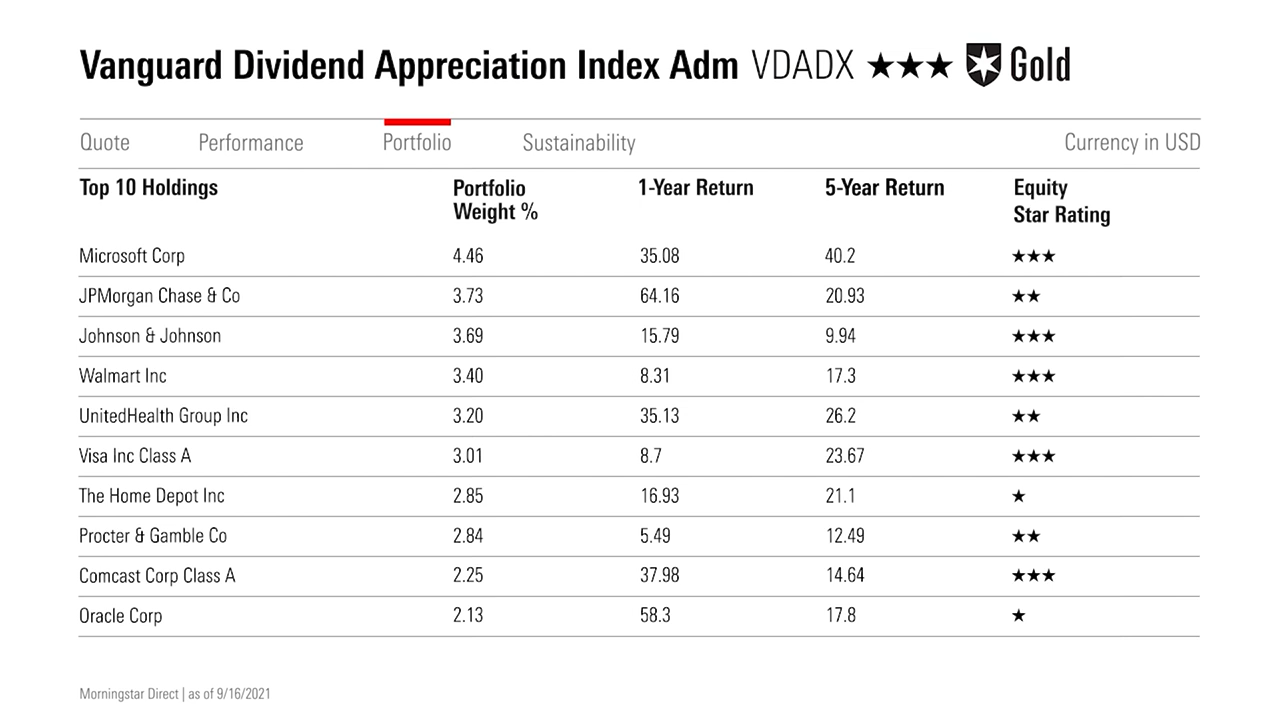 Vanguard Dividend Appreciation Index Adm VDADX ★★★ Gold
Quote Performance Portfolio Sustainability Currency in USD
Top 10 Holdings Portfolio Weight % 1-Year Return 5-Year Return Equity Star Rating
Microsoft Corp 4.46 35.08 40.2 ★★★
JPMorgan Chase & Co 3.73 64.16 20.93 ★★
Johnson & Johnson 3.69 15.79 9.94 ★★★
Walmart Inc 3.40 8.31 17.3 ★★★
UnitedHealth Group Inc 3.20 35.13 26.2 ★★
Visa Inc Class A 3.01 8.7 23.67 ★★★
The Home Depot Inc 2.85 16.93 21.1 ★
Procter & Gamble Co 2.84 5.49 12.49 ★★
Comcast Corp Class A 2.25 37.98 14.64 ★★★
Oracle Corp 2.13 58.3 17.8 ★
Morningstar Direct | as of 9/16/2021